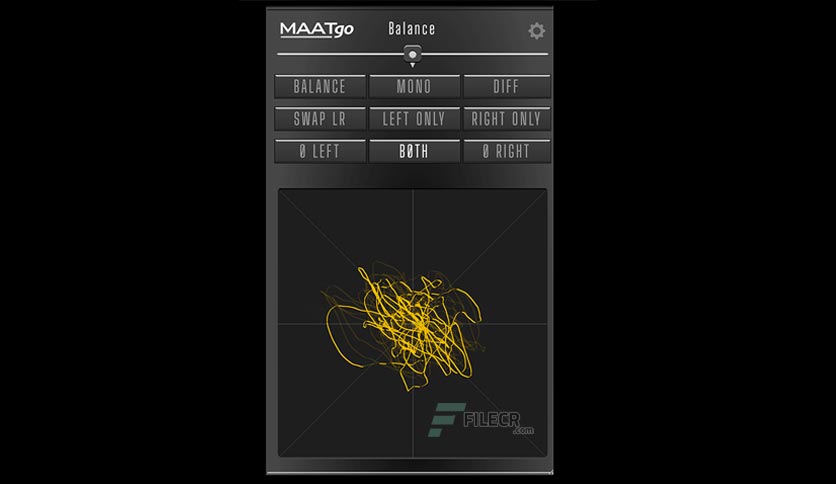 MAATgo
Balance
BALANCE MONO DIFF
SWAP LR LEFT ONLY RIGHT ONLY
Ø LEFT BØTH Ø RIGHT
FILECR
.com